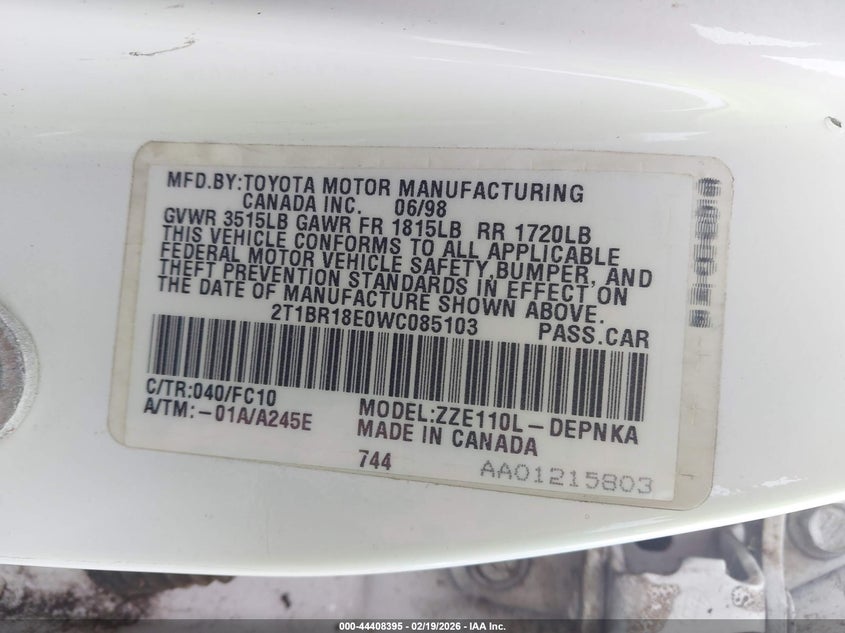 MFD.BY:TOYOTA MOTOR MANUFACTURING
CANADA INC. 06/98
GVWR 3515LB GAWR FR 1815LB RR 1720LB
THIS VEHICLE CONFORMS TO ALL APPLICABLE
FEDERAL MOTOR VEHICLE SAFETY,BUMPER, AND
THEFT PREVENTION STANDARDS IN EFFECT ON
THE DATE OF MANUFACTURE SHOWN ABOVE.
2T1BR18E0WC085103 PASS.CAR
C/TR:040/FC10 MODEL:ZZE110L-DEPNKA
A/TM:-01A/A245E MADE IN CANADA
744 AA01215803
000-44408395 - 02/19/2026 - IAA Inc.